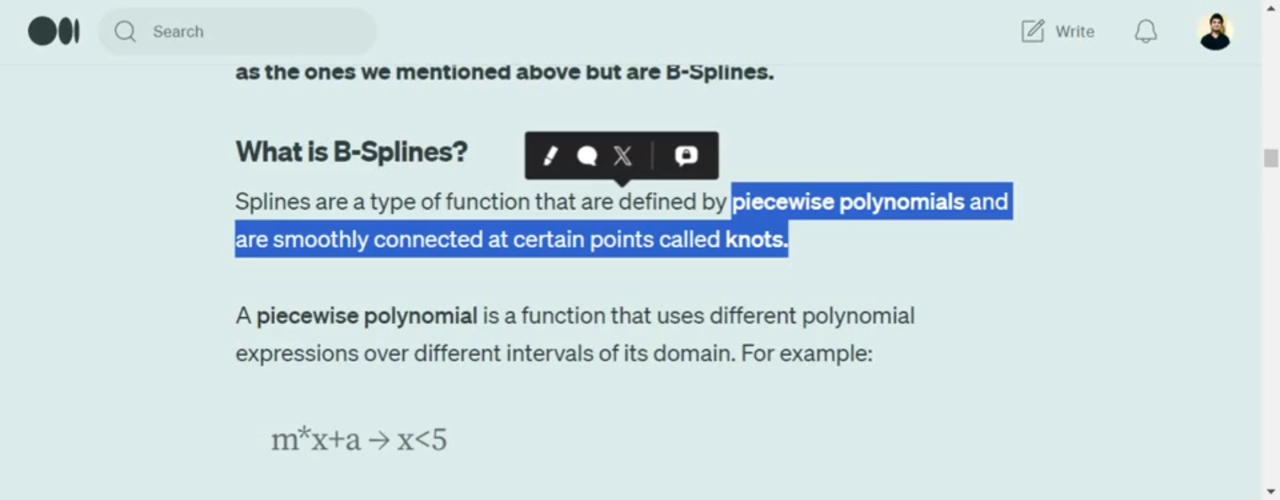 Search
Write
as the ones we mentioned above but are B-Splines.
What is B-Splines?
Splines are a type of function that are defined by piecewise polynomials and
are smoothly connected at certain points called knots.
A piecewise polynomial is a function that uses different polynomial
expressions over different intervals of its domain. For example:
m*x+a → x<5